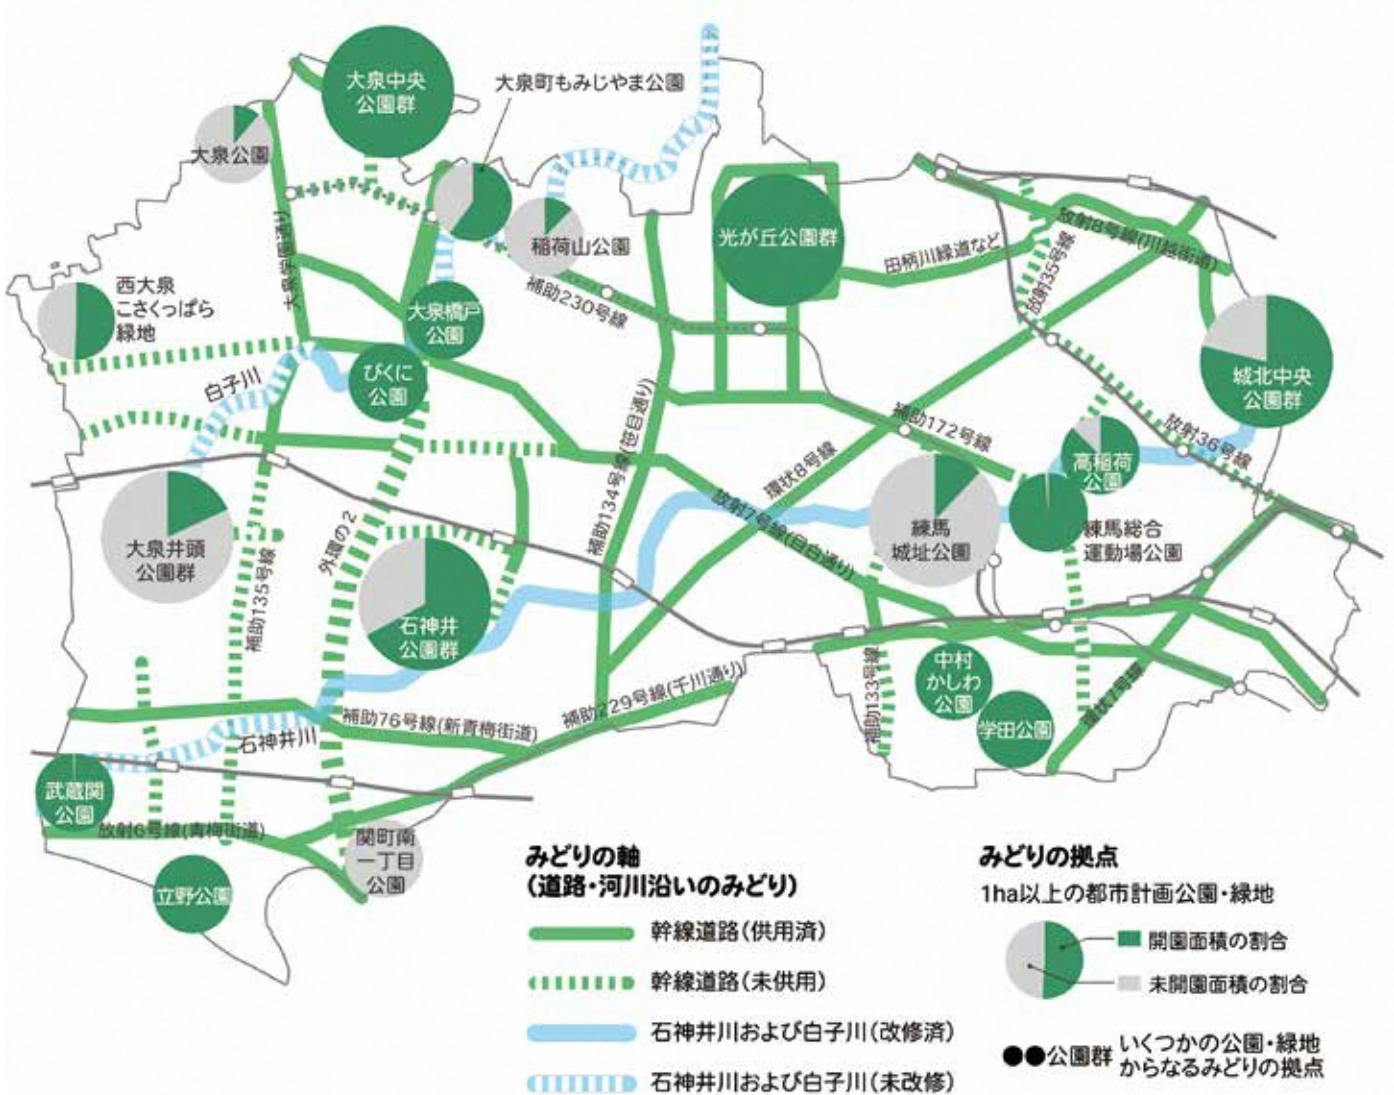 大泉中央
公園群
大泉町もみじやま公園
大泉公園
稲荷山公園
光が丘公園群
放射8号線(川越街道)
田柄川緑道など
放射35号線
大泉学園通り
西大泉
こさくっぱら
緑地
補助230号線
大泉橋戸
公園
城北中央
公園群
白子川
びくに
公園
補助134号線(笹目通り)
補助172号線
放射36号線
環状8号線
高稲荷
公園
大泉井頭
公園群
外環の2
放射7号線(目白通り)
練馬
城址公園
練馬総合
運動場公園
補助135号線
石神井
公園群
中村
かしわ
公園
学田公園
補助133号線
環状7号線
補助229号線(千川通り)
補助76号線(新青梅街道)
石神井川
武蔵関
公園
放射6号線(青梅街道)
関町南
一丁目
公園
立野公園
みどりの軸
(道路・河川沿いのみどり)
幹線道路(供用済)
幹線道路(未供用)
石神井川および白子川(改修済)
石神井川および白子川(未改修)
みどりの拠点
1ha以上の都市計画公園・緑地
開園面積の割合
未開園面積の割合
●●公園群
いくつかの公園・緑地
からなるみどりの拠点